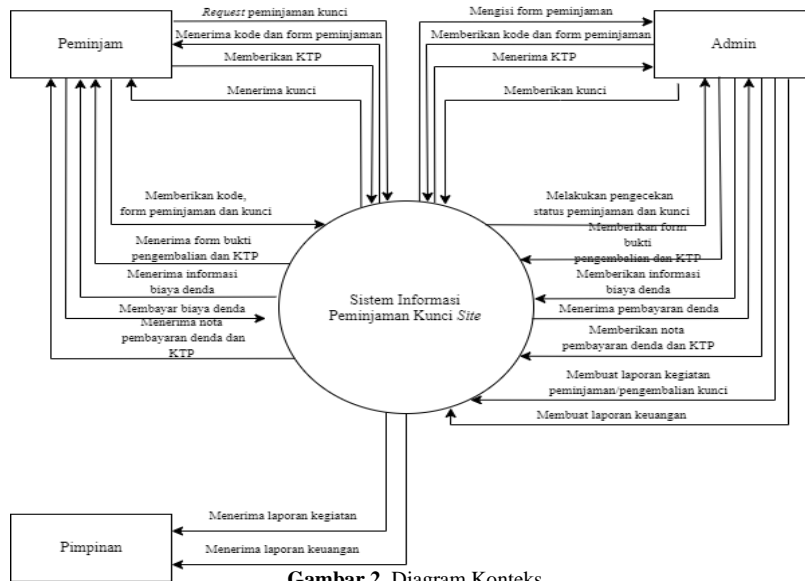 Request peminjaman kunci
Menerima kode dan form peminjaman
Memberikan KTP
Menerima kunci
Peminjam
Mengisi form peminjaman
Memberikan kode dan form peminjaman
Menerima KTP
Memberikan kunci
Admin
Memberikan kode,
form peminjaman dan kunci
Menerima form bukti
pengembalian dan KTP
Menerima informasi
biaya denda
Membayar biaya denda
Menerima nota
pembayaran denda dan
KTP
Sistem Informasi
Peminjaman Kunci Site
Melakukan pengecekan
status peminjaman dan kunci
Memberikan form
bukti
pengembalian dan KTP
Memberikan informasi
biaya denda
Menerima pembayaran denda
Memberikan nota
pembayaran denda dan KTP
Membuat laporan kegiatan
peminjaman/pengembalian kunci
Membuat laporan keuangan
Pimpinan
Menerima laporan kegiatan
Menerima laporan keuangan
Gambar 2. Diagram Konteks